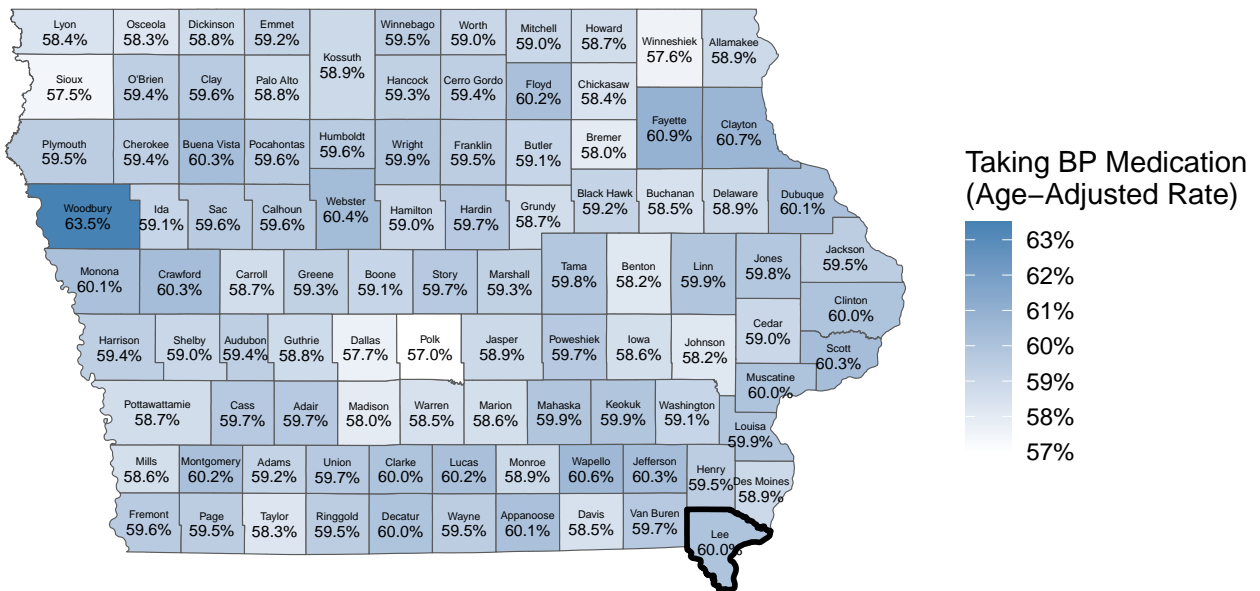 Lyon
58.4%
Osceola
58.3%
Dickinson
58.8%
Emmet
59.2%
Kossuth
58.9%
Winnebago
59.5%
Worth
59.0%
Mitchell
59.0%
Howard
58.7%
Winneshiek
57.6%
Allamakee
58.9%
Sioux
57.5%
O'Brien
59.4%
Clay
59.6%
Palo Alto
58.8%
Hancock
59.3%
Cerro Gordo
59.4%
Floyd
60.2%
Chickasaw
58.4%
Fayette
60.9%
Clayton
60.7%
Plymouth
59.5%
Cherokee
59.4%
Buena Vista
60.3%
Pocahontas
59.6%
Humboldt
59.6%
Wright
59.9%
Franklin
59.5%
Butler
59.1%
Bremer
58.0%
Woodbury
63.5%
Ida
59.1%
Sac
59.6%
Calhoun
59.6%
Webster
60.4%
Hamilton
59.0%
Hardin
59.7%
Grundy
58.7%
Black Hawk
59.2%
Buchanan
58.5%
Delaware
58.9%
Dubuque
60.1%
Monona
60.1%
Crawford
60.3%
Carroll
58.7%
Greene
59.3%
Boone
59.1%
Story
59.7%
Marshall
59.3%
Tama
59.8%
Benton
58.2%
Linn
59.9%
Jones
59.8%
Jackson
59.5%
Clinton
60.0%
Harrison
59.4%
Shelby
59.0%
Audubon
59.4%
Guthrie
58.8%
Dallas
57.7%
Polk
57.0%
Jasper
58.9%
Poweshiek
59.7%
Iowa
58.6%
Johnson
58.2%
Cedar
59.0%
Scott
60.3%
Muscatine
60.0%
Pottawattamie
58.7%
Cass
59.7%
Adair
59.7%
Madison
58.0%
Warren
58.5%
Marion
58.6%
Mahaska
59.9%
Keokuk
59.9%
Washington
59.1%
Louisa
59.9%
Mills
58.6%
Montgomery
60.2%
Adams
59.2%
Union
59.7%
Clarke
60.0%
Lucas
60.2%
Monroe
58.9%
Wapello
60.6%
Jefferson
60.3%
Henry
59.5%
Des Moines
58.9%
Fremont
59.6%
Page
59.5%
Taylor
58.3%
Ringgold
59.5%
Decatur
60.0%
Wayne
59.5%
Appanoose
60.1%
Davis
58.5%
Van Buren
59.7%
Lee
60.0%
Taking BP Medication
(Age−Adjusted Rate)
63%
62%
61%
60%
59%
58%
57%